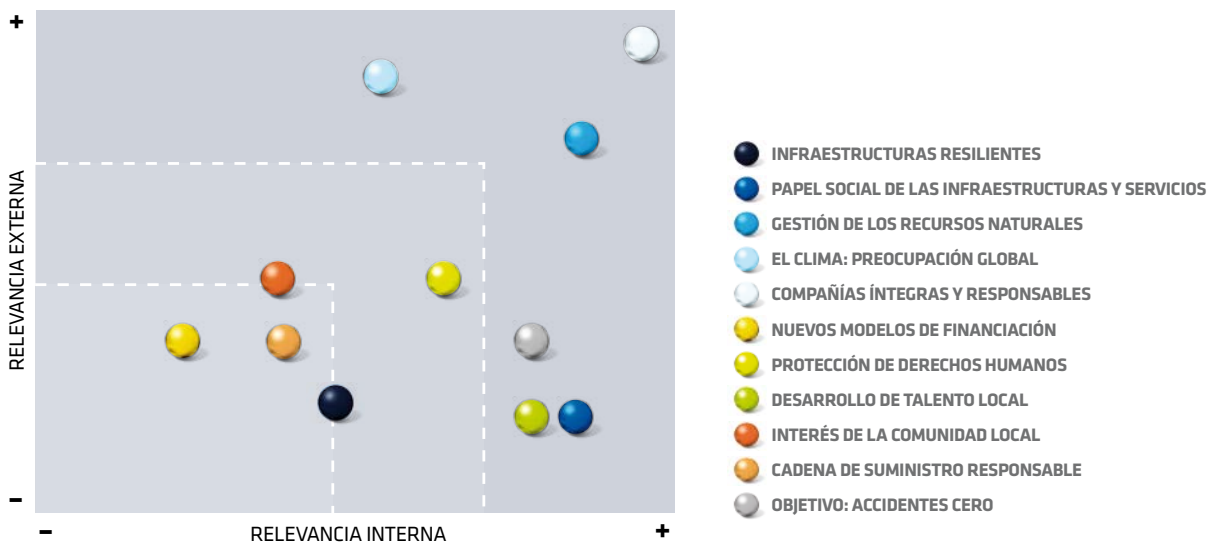 +
RELEVANCIA EXTERNA
–
–
RELEVANCIA INTERNA
+
INFRAESTRUCTURAS RESILIENTES
PAPEL SOCIAL DE LAS INFRAESTRUCTURAS Y SERVICIOS
GESTIÓN DE LOS RECURSOS NATURALES
EL CLIMA: PREOCUPACIÓN GLOBAL
COMPAÑÍAS ÍNTEGRAS Y RESPONSABLES
NUEVOS MODELOS DE FINANCIACIÓN
PROTECCIÓN DE DERECHOS HUMANOS
DESARROLLO DE TALENTO LOCAL
INTERÉS DE LA COMUNIDAD LOCAL
CADENA DE SUMINISTRO RESPONSABLE
OBJETIVO: ACCIDENTES CERO